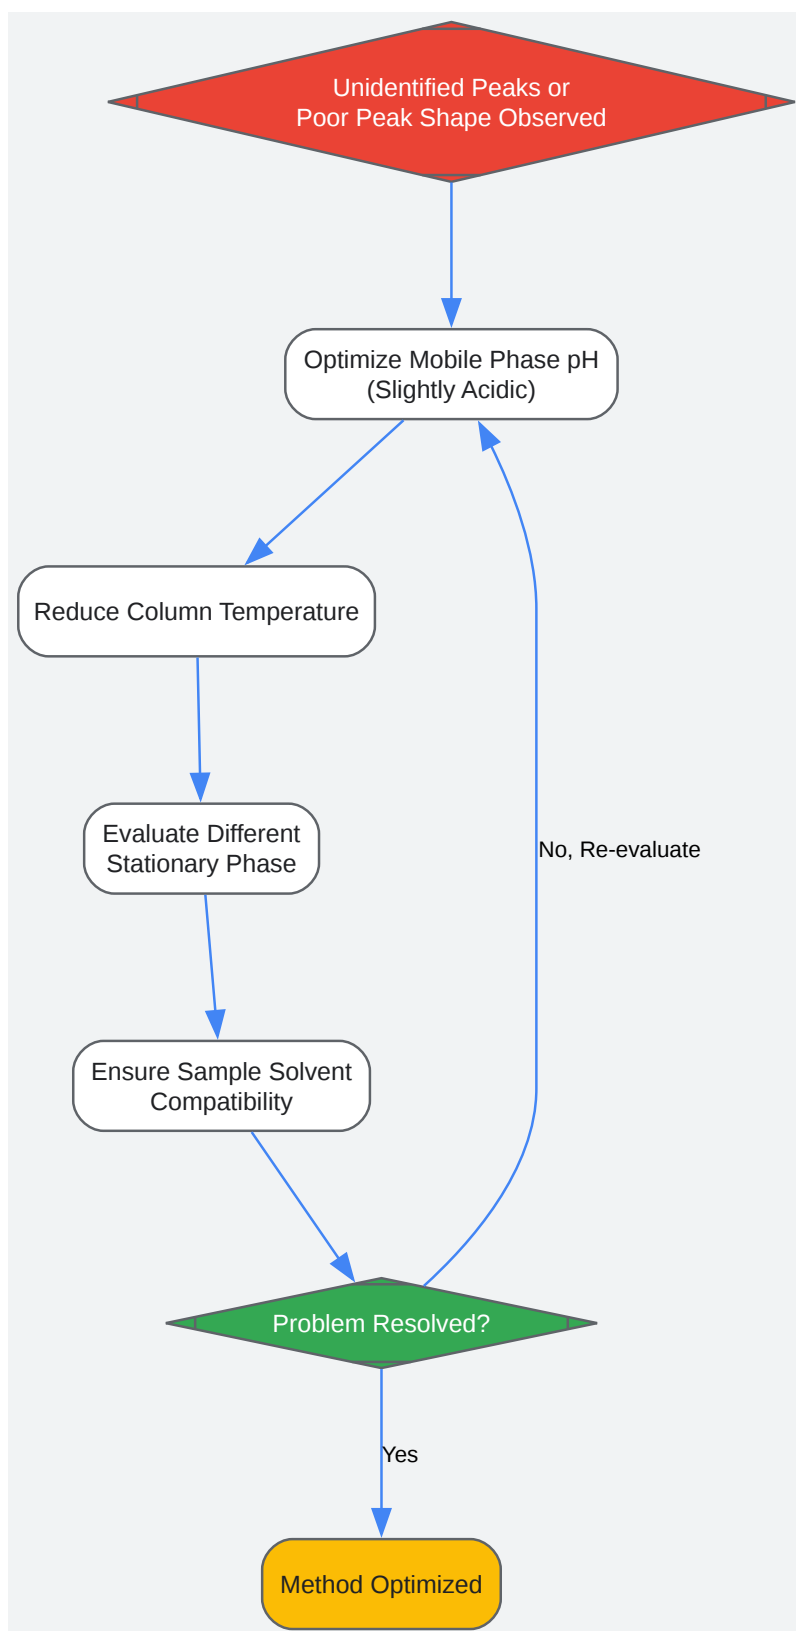 Unidentified Peaks or
Poor Peak Shape Observed
Optimize Mobile Phase pH
(Slightly Acidic)
Reduce Column Temperature
Evaluate Different
Stationary Phase
No, Re-evaluate
Ensure Sample Solvent
Compatibility
Problem Resolved?
Yes
Method Optimized